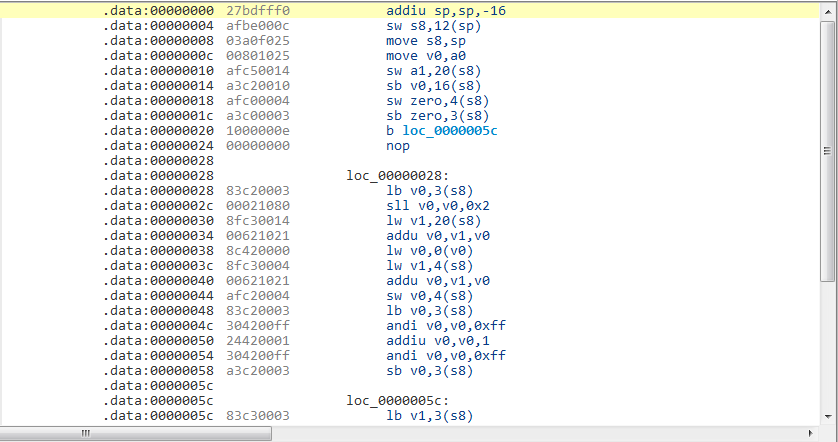 .data:00000000 27bdfff0 addiu sp,sp,-16
.data:00000004 afbe000c sw s8,12(sp)
.data:00000008 03a0f025 move s8,sp
.data:0000000c 00801025 move v0,a0
.data:00000010 afc50014 sw a1,20(s8)
.data:00000014 a3c20010 sb v0,16(s8)
.data:00000018 afc00004 sw zero,4(s8)
.data:0000001c a3c00003 sb zero,3(s8)
.data:00000020 1000000e b loc_0000005c
.data:00000024 00000000 nop
.data:00000028
.data:00000028 loc_00000028:
.data:00000028 83c20003 lb v0,3(s8)
.data:0000002c 00021080 sll v0,v0,0x2
.data:00000030 8fc30014 lw v1,20(s8)
.data:00000034 00621021 addu v0,v1,v0
.data:00000038 8c420000 lw v0,0(v0)
.data:0000003c 8fc30004 lw v1,4(s8)
.data:00000040 00621021 addu v0,v1,v0
.data:00000044 afc20004 sw v0,4(s8)
.data:00000048 83c20003 lb v0,3(s8)
.data:0000004c 304200ff andi v0,v0,0xff
.data:00000050 24420001 addiu v0,v0,1
.data:00000054 304200ff andi v0,v0,0xff
.data:00000058 a3c20003 sb v0,3(s8)
.data:0000005c
.data:0000005c loc_0000005c:
.data:0000005c 83c30003 lb v1,3(s8)